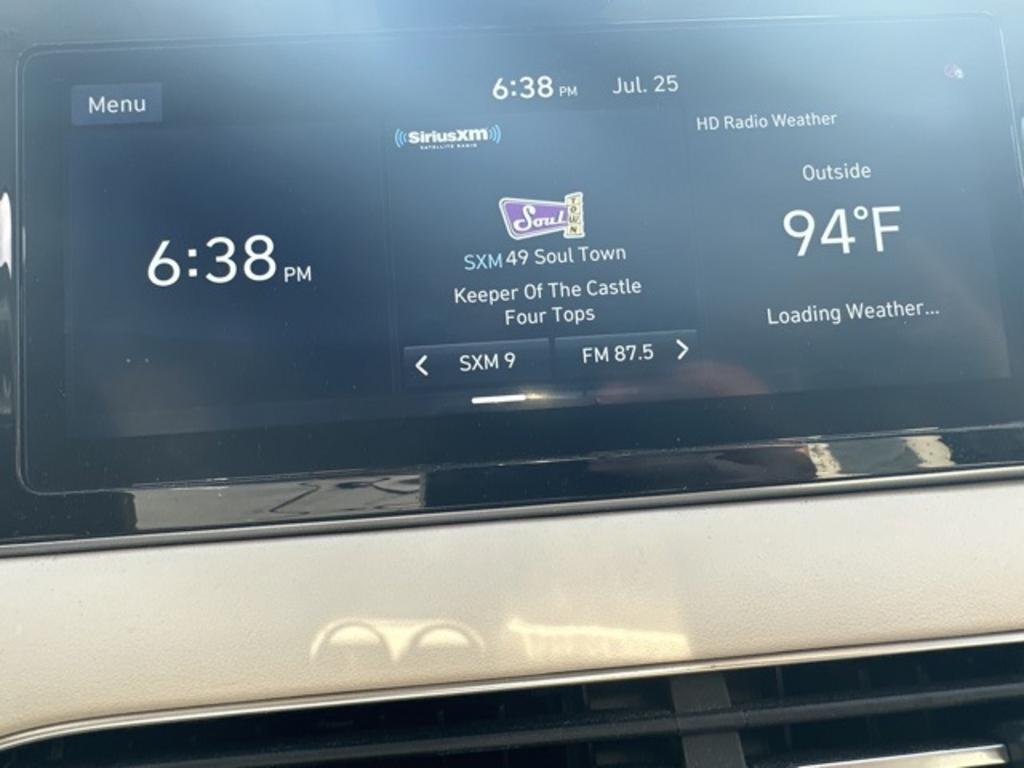 6:38 PM Jul. 25
Menu
6:38 PM
SiriusXM
SATELLITE RADIO
Soul TOWN
SXM 49 Soul Town
Keeper Of The Castle
Four Tops
SXM 9
FM 87.5
HD Radio Weather
Outside
94°F
Loading Weather...